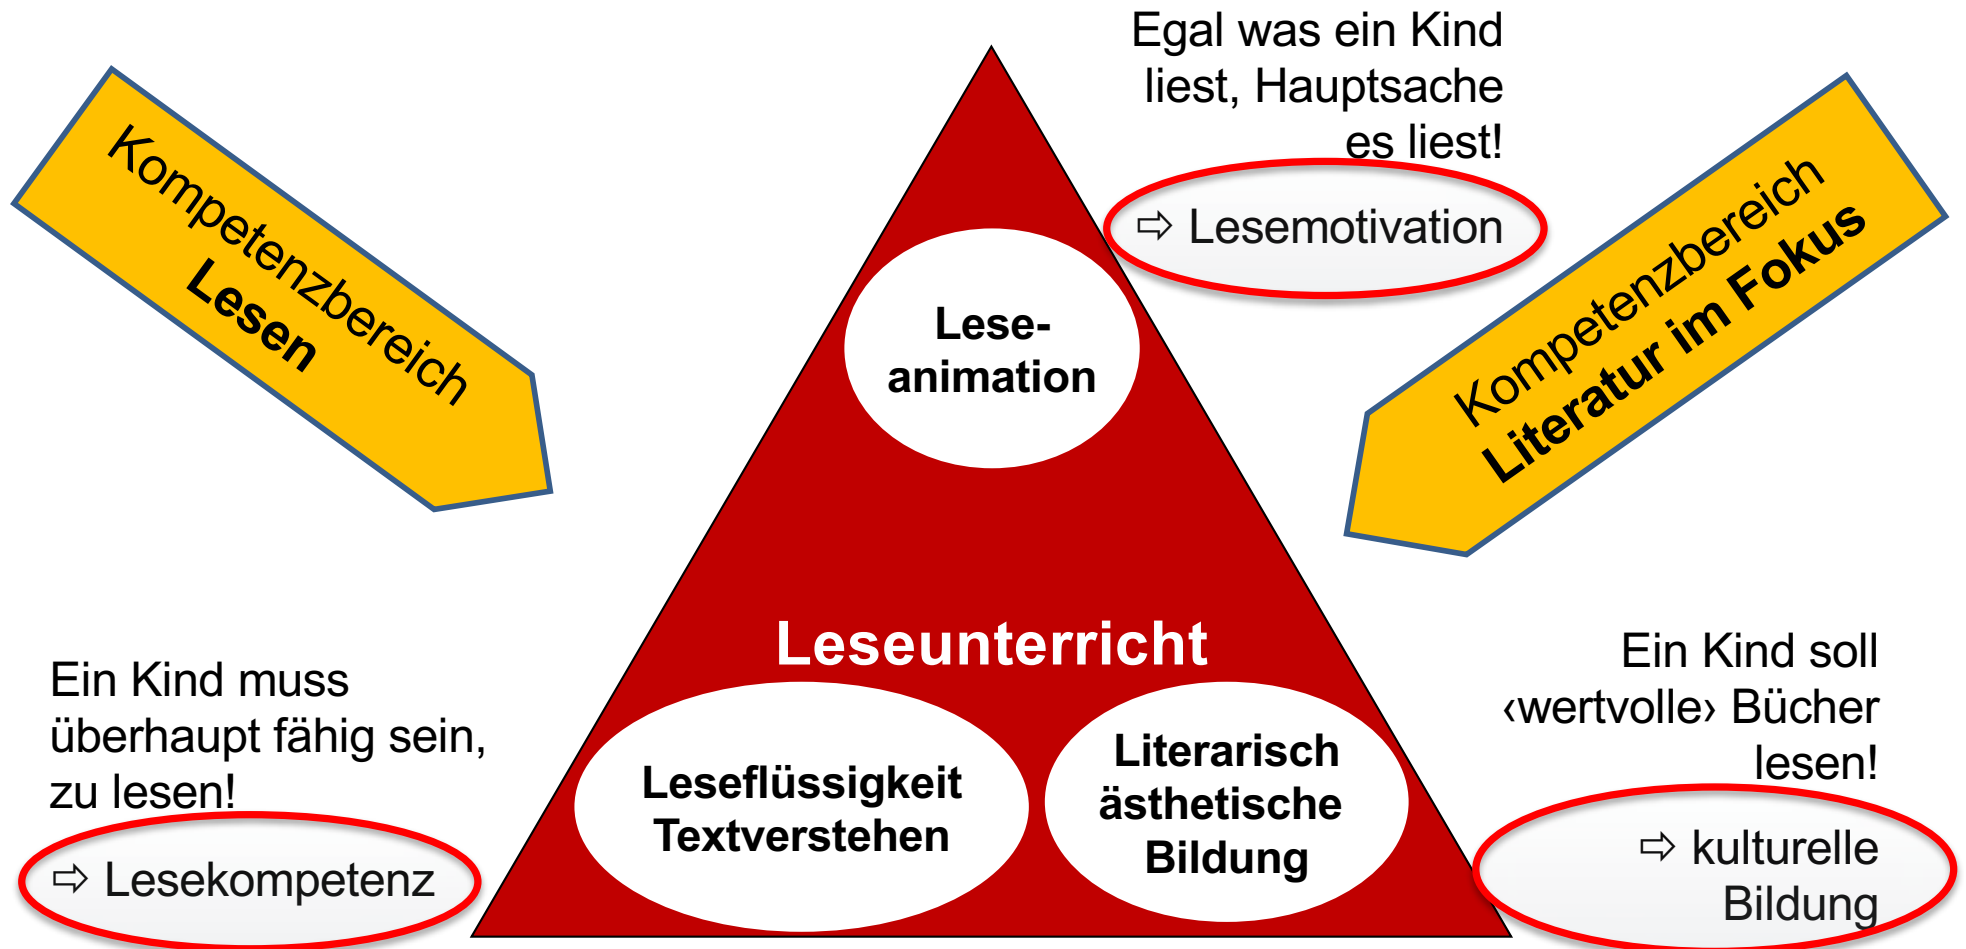 Egal was ein Kind
liest, Hauptsache
es liest!
⇨ Lesemotivation
Kompetenzbereich
Lesen
Kompetenzbereich
Literatur im Fokus
Lese-
animation
Leseunterricht
Ein Kind muss
überhaupt fähig sein,
zu lesen!
⇨ Lesekompetenz
Leseflüssigkeit
Textverstehen
Literarisch
ästhetische
Bildung
Ein Kind soll
‹wertvolle› Bücher
lesen!
⇨ kulturelle
Bildung